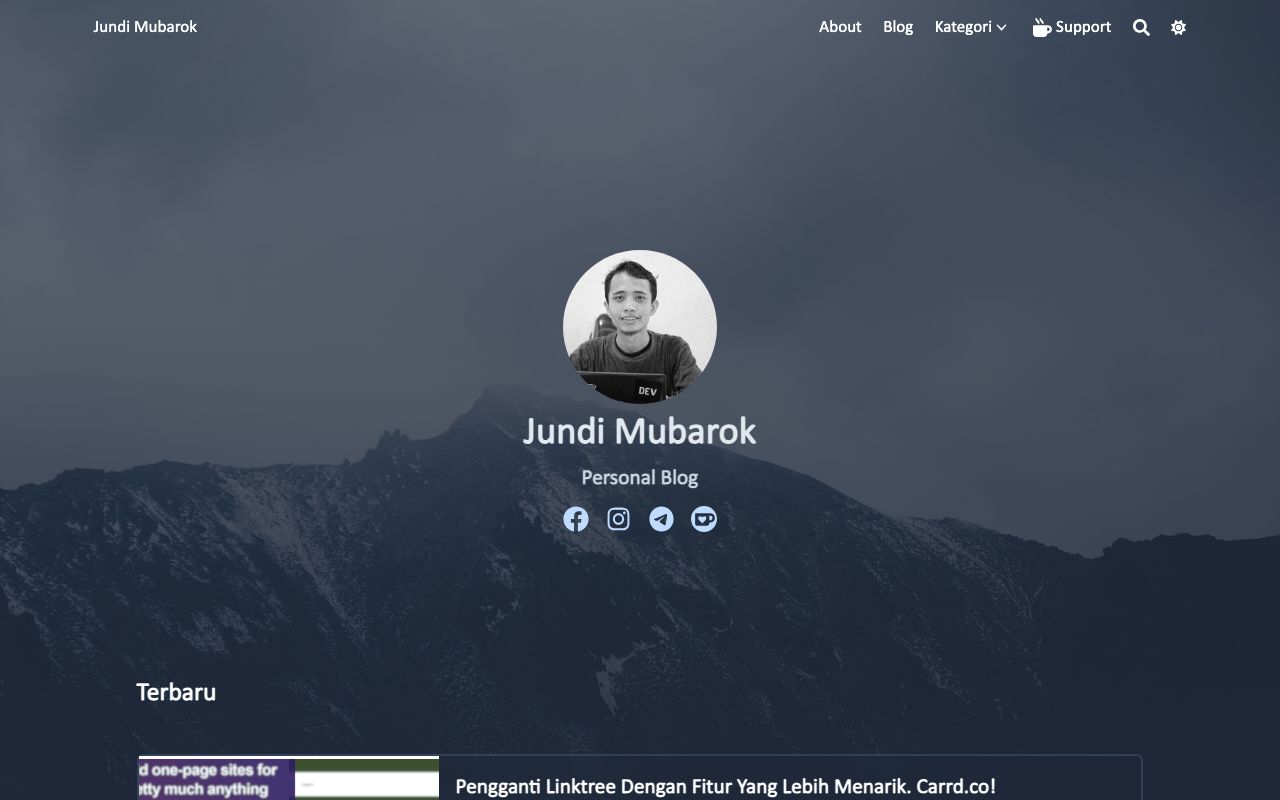 Jundi Mubarok
About
Blog
Kategori
Support
DEV
Jundi Mubarok
Personal Blog
Terbaru
d one-page sites for
etty much anything
Pengganti Linktree Dengan Fitur Yang Lebih Menarik. Carrd.co!